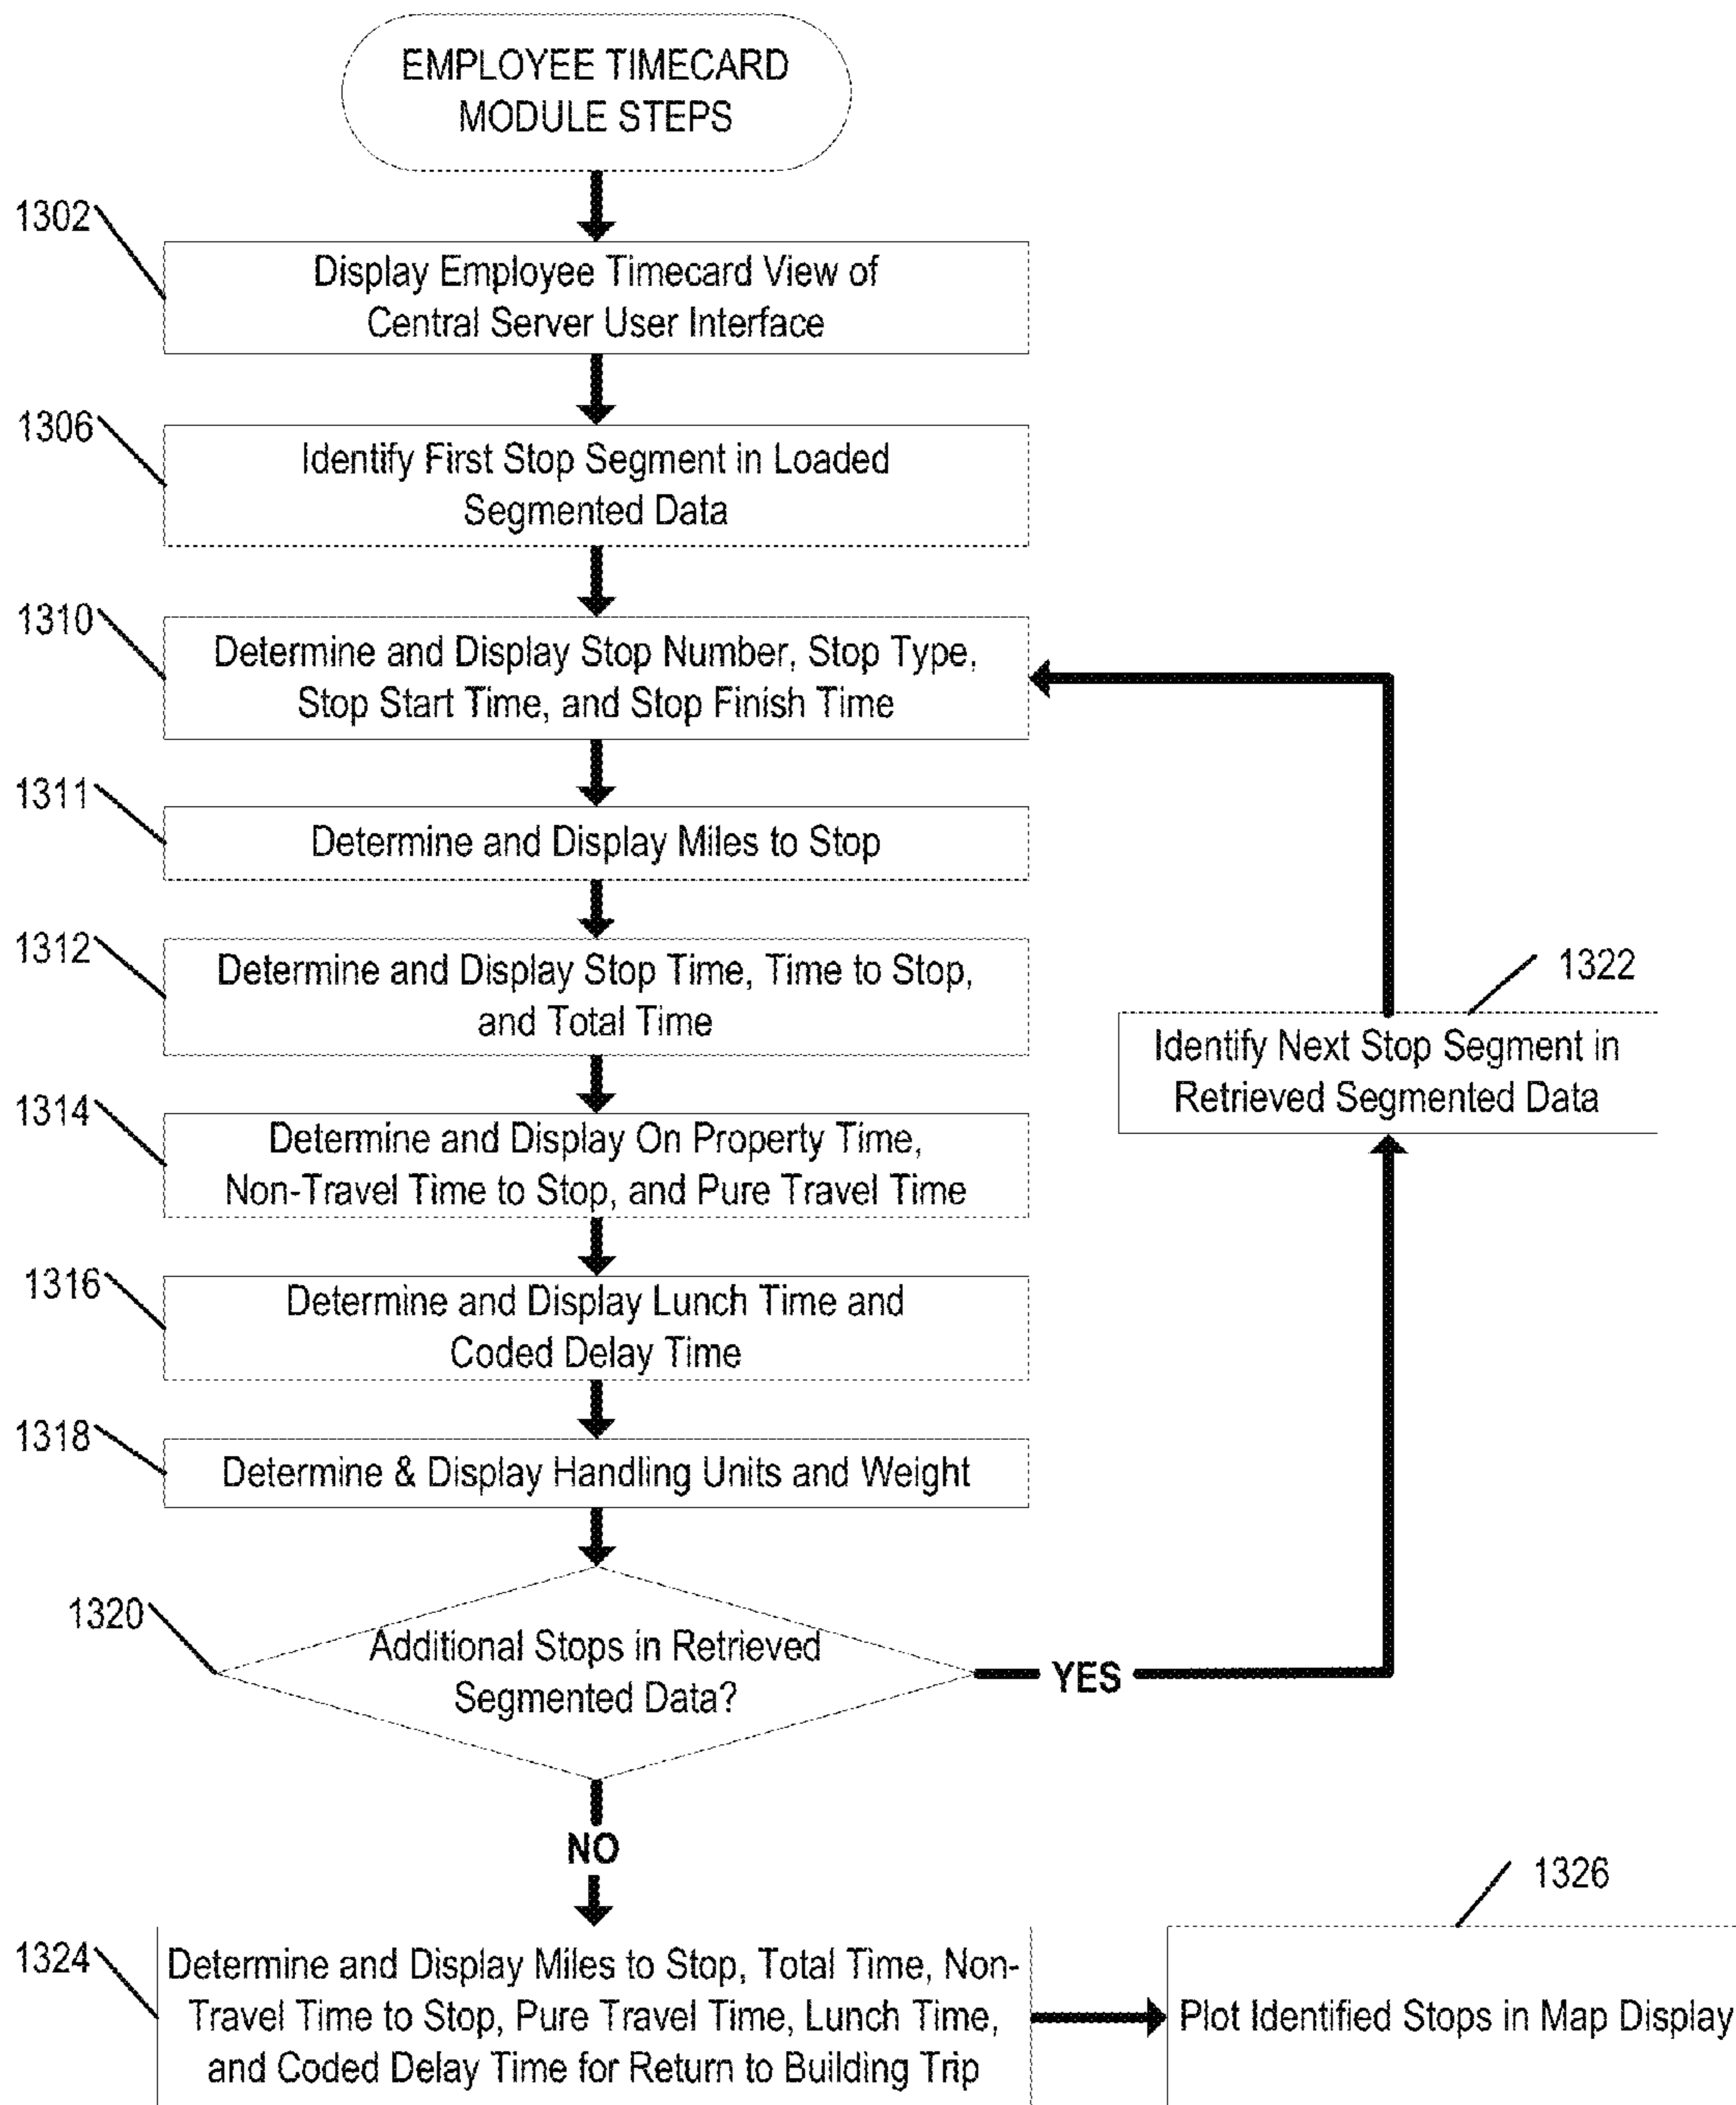 EMPLOYEE TIMECARD
MODULE STEPS
1302
Display Employee Timecard View of
Central Server User Interface
1306
Identify First Stop Segment in Loaded
Segmented Data
1310
Determine and Display Stop Number, Stop Type,
Stop Start Time, and Stop Finish Time
1311
Determine and Display Miles to Stop
1312
Determine and Display Stop Time, Time to Stop,
and Total Time
1322
Identify Next Stop Segment in
Retrieved Segmented Data
1314
Determine and Display On Property Time,
Non-Travel Time to Stop, and Pure Travel Time
1316
Determine and Display Lunch Time and
Coded Delay Time
1318
Determine & Display Handling Units and Weight
1320
Additional Stops in Retrieved
Segmented Data?
YES
NO
1324
Determine and Display Miles to Stop, Total Time, Non-
Travel Time to Stop, Pure Travel Time, Lunch Time,
and Coded Delay Time for Return to Building Trip
1326
Plot Identified Stops in Map Display